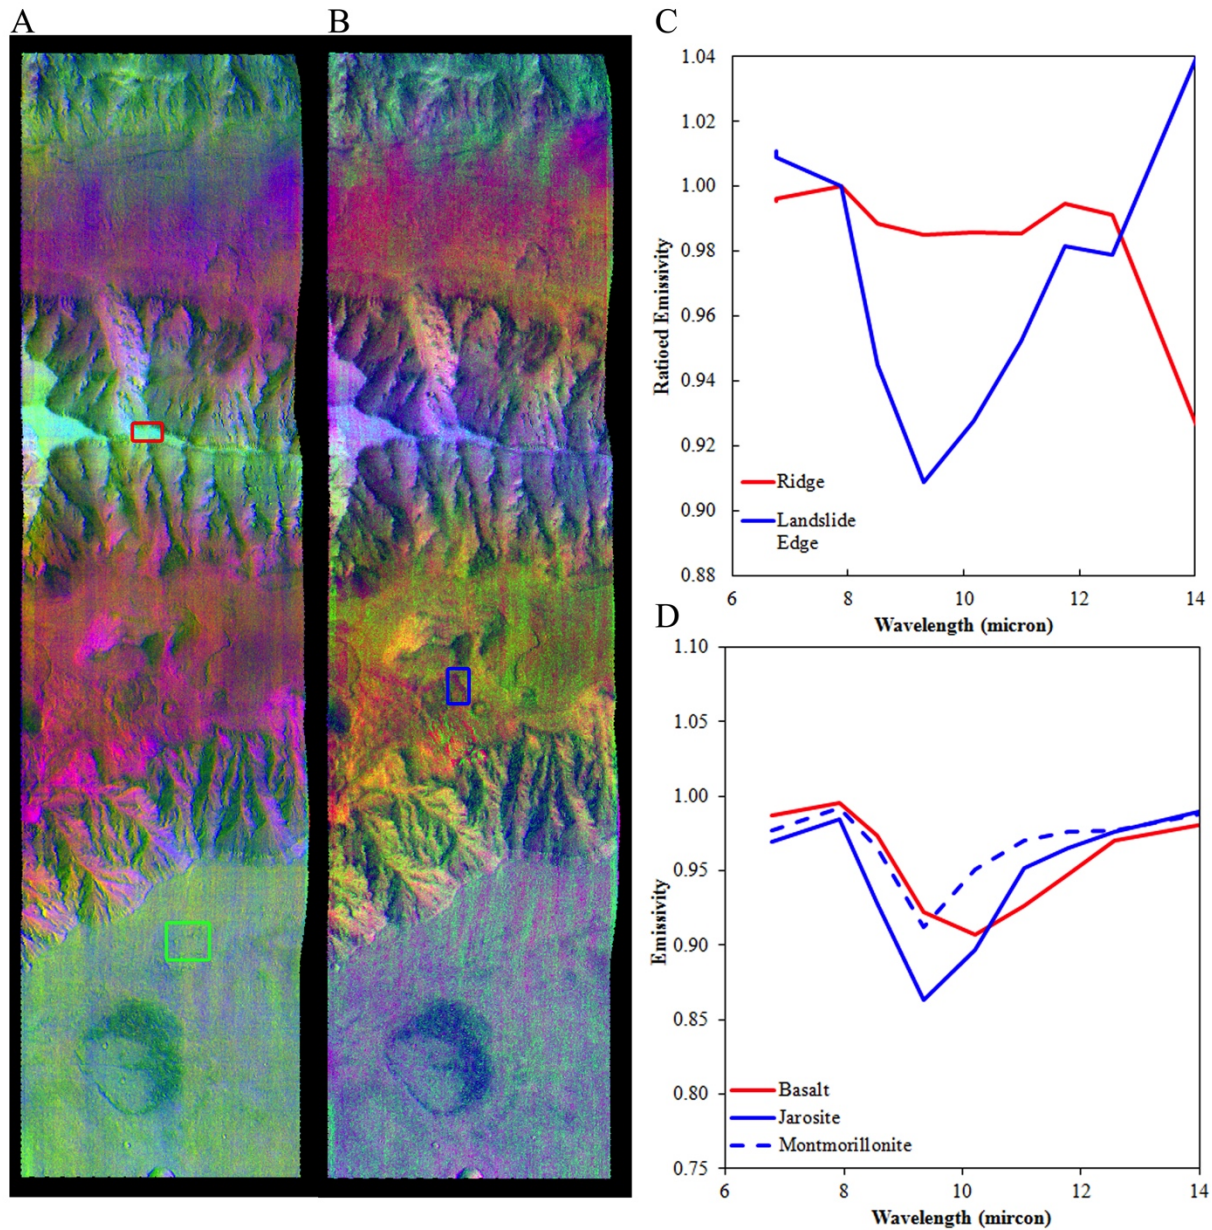 A
B
C
1.04
1.02
1.00
0.98
0.96
0.94
0.92
0.90
0.88
Ratioed Emissivity
Ridge
Landslide
Edge
6
8
10
12
14
Wavelength (micron)
D
1.10
1.05
1.00
0.95
0.90
0.85
0.80
0.75
Emissivity
Basalt
Jarosite
Montmorillonite
6
8
10
12
14
Wavelength (mircon)